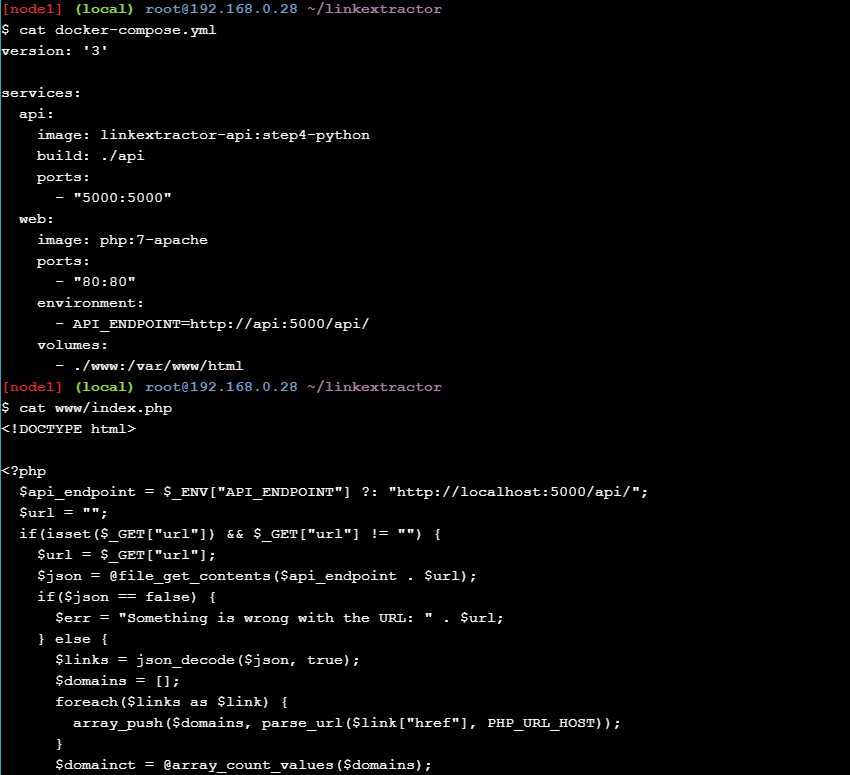 [node1] (local) root@192.168.0.28 ~/linkextractor
$ cat docker-compose.yml
version: '3'

services:
  api:
    image: linkextractor-api:step4-python
    build: ./api
    ports:
      - "5000:5000"
  web:
    image: php:7-apache
    ports:
      - "80:80"
    environment:
      - API_ENDPOINT=http://api:5000/api/
    volumes:
      - ./www:/var/www/html
[node1] (local) root@192.168.0.28 ~/linkextractor
$ cat www/index.php
<!DOCTYPE html>

<?php
  $api_endpoint = $_ENV["API_ENDPOINT"] ?: "http://localhost:5000/api/";
  $url = "";
  if(isset($_GET["url"]) && $_GET["url"] != "") {
    $url = $_GET["url"];
    $json = @file_get_contents($api_endpoint . $url);
    if($json == false) {
      $err = "Something is wrong with the URL: " . $url;
    } else {
      $links = json_decode($json, true);
      $domains = [];
      foreach($links as $link) {
        array_push($domains, parse_url($link["href"], PHP_URL_HOST));
      }
      $domainct = @array_count_values($domains);